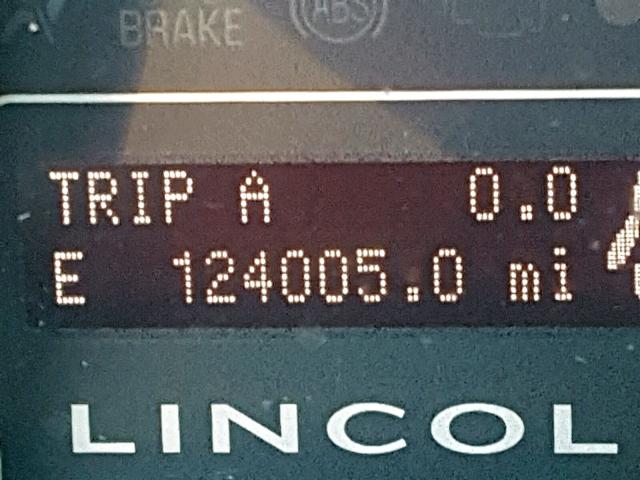 BRAKE ABS
TRIP A 0.0
E 124005.0 mi
LINCOL